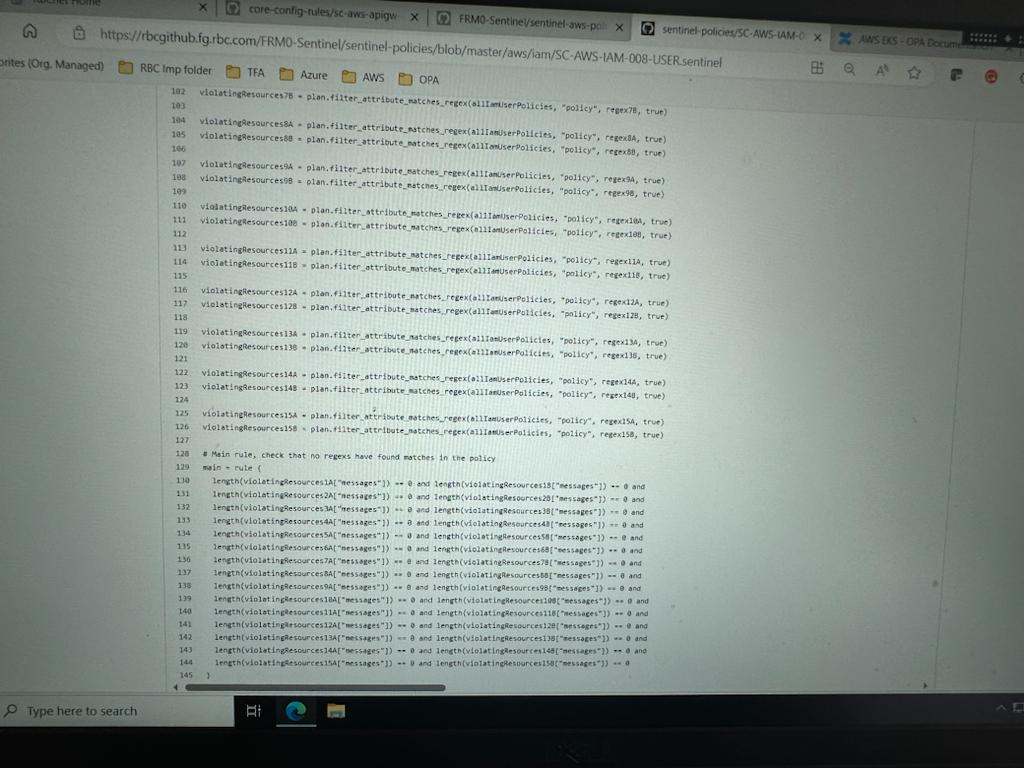 Home
core-config-rules/sc-aws-apigw
FRM0-Sentinel/sentinel-aws-pol
sentinel-policies/SC-AWS-IAM-0
AWS EKS - OPA Docume
https://rbcgithub.fg.rbc.com/FRM0-Sentinel/sentinel-policies/blob/master/aws/iam/SC-AWS-IAM-008-USER.sentinel
orites (Org. Managed) RBC Imp folder TFA Azure AWS OPA
102 violatingResources7B = plan.filter_attribute_matches_regex(allIamUserPolicies, "policy", regex7B, true)
103
104 violatingResources8A = plan.filter_attribute_matches_regex(allIamUserPolicies, "policy", regex8A, true)
105 violatingResources8B = plan.filter_attribute_matches_regex(allIamUserPolicies, "policy", regex8B, true)
106
107 violatingResources9A = plan.filter_attribute_matches_regex(allIamUserPolicies, "policy", regex9A, true)
108 violatingResources9B = plan.filter_attribute_matches_regex(allIamUserPolicies, "policy", regex9B, true)
109
110 violatingResources10A = plan.filter_attribute_matches_regex(allIamUserPolicies, "policy", regex10A, true)
111 violatingResources10B = plan.filter_attribute_matches_regex(allIamUserPolicies, "policy", regex10B, true)
112
113 violatingResources11A = plan.filter_attribute_matches_regex(allIamUserPolicies, "policy", regex11A, true)
114 violatingResources11B = plan.filter_attribute_matches_regex(allIamUserPolicies, "policy", regex11B, true)
115
116 violatingResources12A = plan.filter_attribute_matches_regex(allIamUserPolicies, "policy", regex12A, true)
117 violatingResources12B = plan.filter_attribute_matches_regex(allIamUserPolicies, "policy", regex12B, true)
118
119 violatingResources13A = plan.filter_attribute_matches_regex(allIamUserPolicies, "policy", regex13A, true)
120 violatingResources13B = plan.filter_attribute_matches_regex(allIamUserPolicies, "policy", regex13B, true)
121
122 violatingResources14A = plan.filter_attribute_matches_regex(allIamUserPolicies, "policy", regex14A, true)
123 violatingResources14B = plan.filter_attribute_matches_regex(allIamUserPolicies, "policy", regex14B, true)
124
125 violatingResources15A = plan.filter_attribute_matches_regex(allIamUserPolicies, "policy", regex15A, true)
126 violatingResources15B = plan.filter_attribute_matches_regex(allIamUserPolicies, "policy", regex15B, true)
127
128 # Main rule, check that no regexs have found matches in the policy
129 main = rule {
130 length(violatingResources1A["messages"]) == 0 and length(violatingResources1B["messages"]) == 0 and
131 length(violatingResources2A["messages"]) == 0 and length(violatingResources2B["messages"]) == 0 and
132 length(violatingResources3A["messages"]) == 0 and length(violatingResources3B["messages"]) == 0 and
133 length(violatingResources4A["messages"]) == 0 and length(violatingResources4B["messages"]) == 0 and
134 length(violatingResources5A["messages"]) == 0 and length(violatingResources5B["messages"]) == 0 and
135 length(violatingResources6A["messages"]) == 0 and length(violatingResources6B["messages"]) == 0 and
136 length(violatingResources7A["messages"]) == 0 and length(violatingResources7B["messages"]) == 0 and
137 length(violatingResources8A["messages"]) == 0 and length(violatingResources8B["messages"]) == 0 and
138 length(violatingResources9A["messages"]) == 0 and length(violatingResources9B["messages"]) == 0 and
139 length(violatingResources10A["messages"]) == 0 and length(violatingResources10B["messages"]) == 0 and
140 length(violatingResources11A["messages"]) == 0 and length(violatingResources11B["messages"]) == 0 and
141 length(violatingResources12A["messages"]) == 0 and length(violatingResources12B["messages"]) == 0 and
142 length(violatingResources13A["messages"]) == 0 and length(violatingResources13B["messages"]) == 0 and
143 length(violatingResources14A["messages"]) == 0 and length(violatingResources14B["messages"]) == 0 and
144 length(violatingResources15A["messages"]) == 0 and length(violatingResources15B["messages"]) == 0
145 }
Type here to search